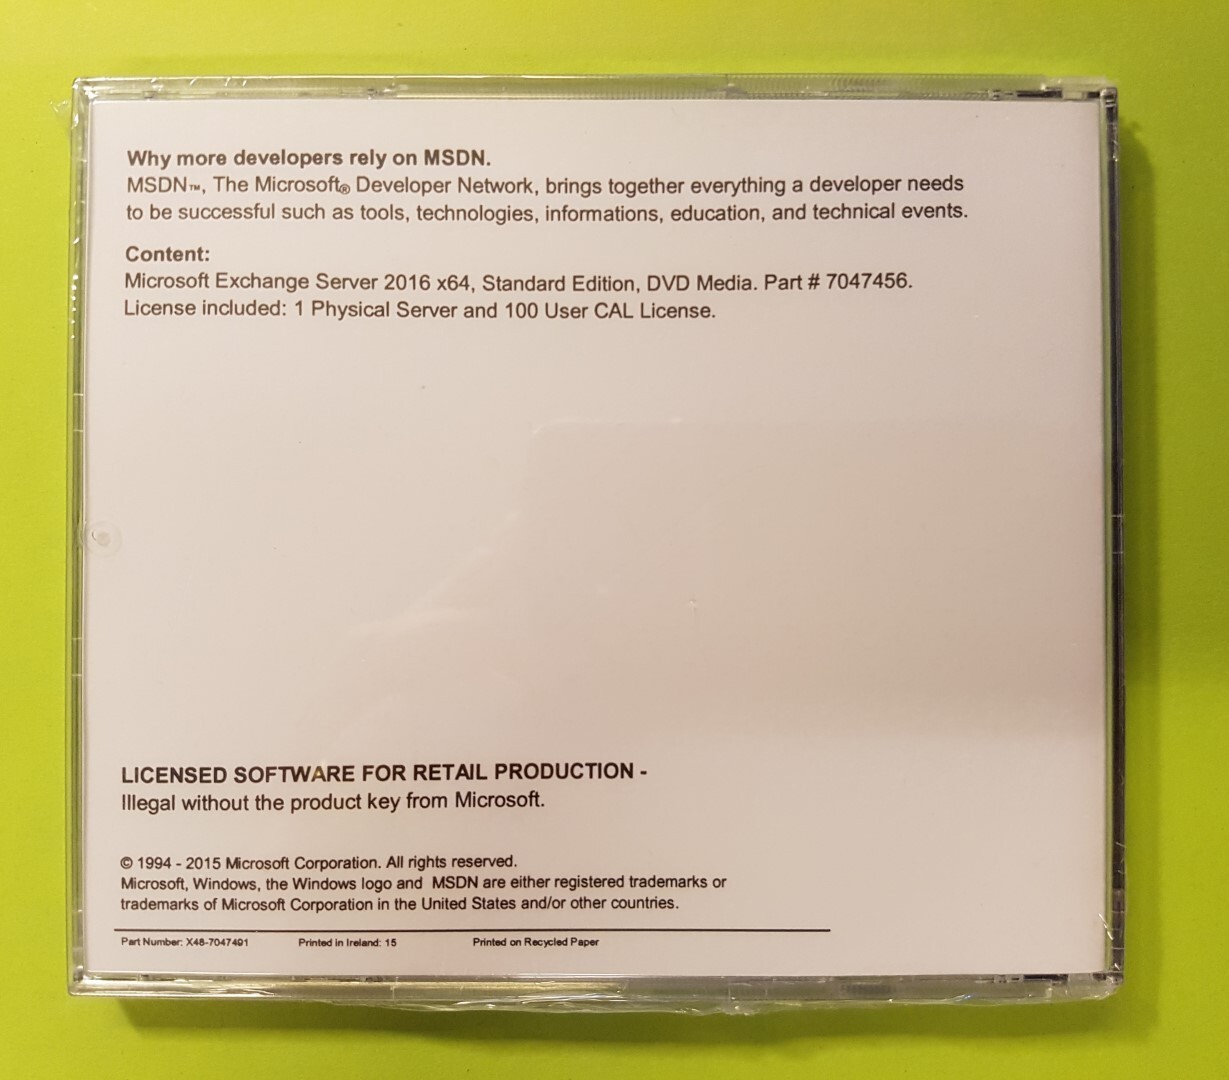 Why more developers rely on MSDN.
MSDN™, The Microsoft® Developer Network, brings together everything a developer needs
to be successful such as tools, technologies, informations, education, and technical events.
Content:
Microsoft Exchange Server 2016 x64, Standard Edition, DVD Media. Part # 7047456.
License included: 1 Physical Server and 100 User CAL License.
LICENSED SOFTWARE FOR RETAIL PRODUCTION -
Illegal without the product key from Microsoft.
© 1994 - 2015 Microsoft Corporation. All rights reserved.
Microsoft, Windows, the Windows logo and MSDN are either registered trademarks or
trademarks of Microsoft Corporation in the United States and/or other countries.
Part Number: X48-7047491 Printed in Ireland: 15 Printed on Recycled Paper